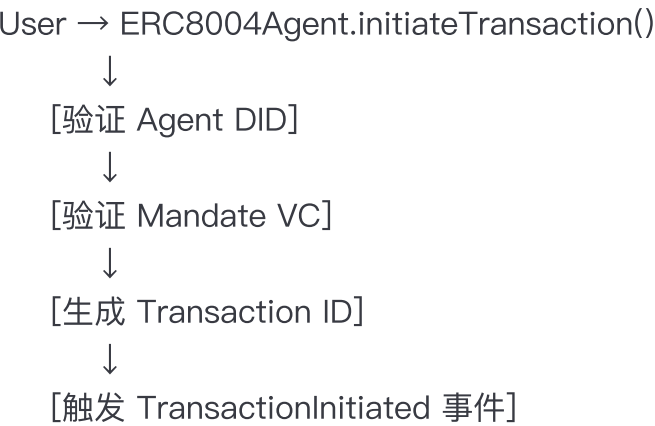 User → ERC8004Agent.initiateTransaction()
↓
[验证 Agent DID]
↓
[验证 Mandate VC]
↓
[生成 Transaction ID]
↓
[触发 TransactionInitiated 事件]